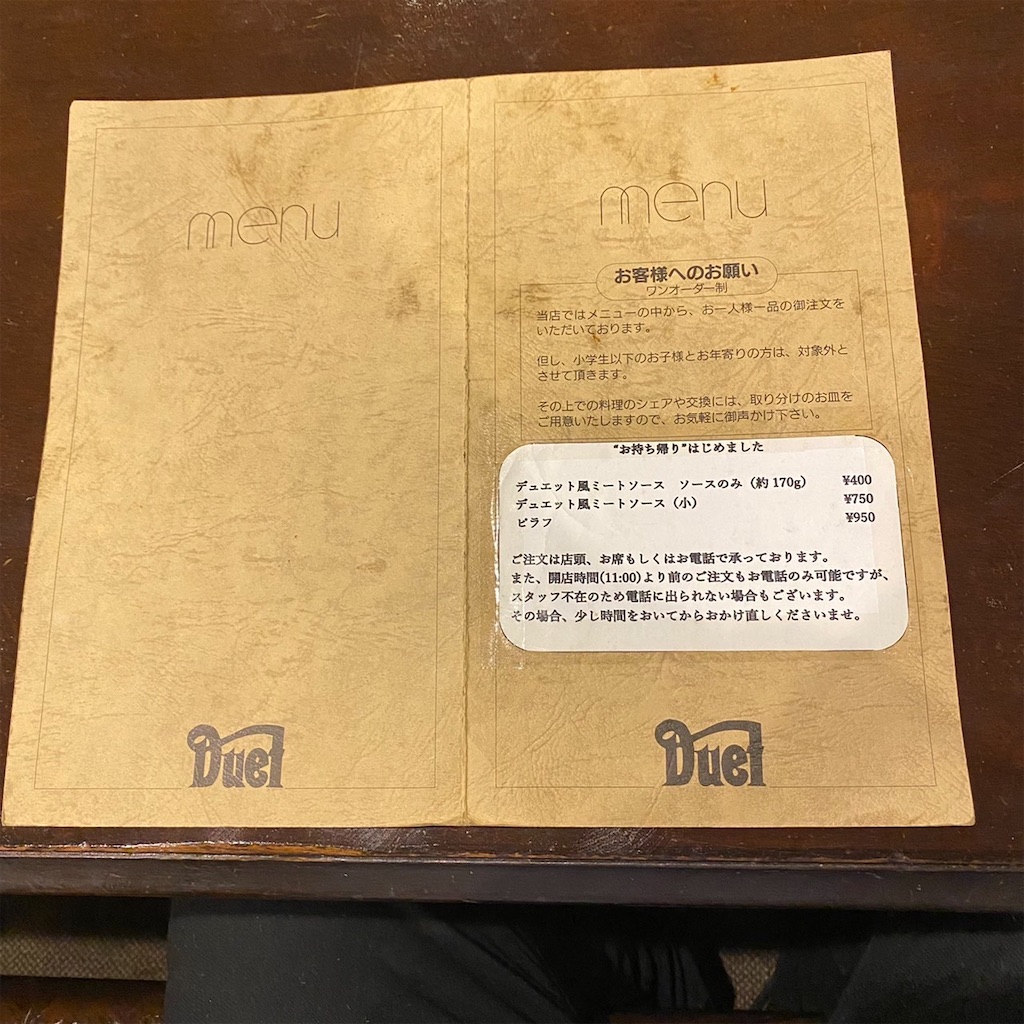 menu
Duet
menu
お客様へのお願い
ワンオーダー制
当店ではメニューの中から、お一人様一品の御注文を
いただいております。
但し、小学生以下のお子様とお年寄りの方は、対象外と
させて頂きます。
その上での料理のシェアや交換には、取り分けのお皿を
ご用意いたしますので、お気軽に御声かけ下さい。
“お持ち帰り”はじめました
デュエット風ミートソース　ソースのみ（約170g）　¥400
デュエット風ミートソース（小）　¥750
ピラフ　¥950
ご注文は店頭、お席もしくはお電話で承っております。
また、開店時間(11:00)より前のご注文もお電話のみ可能ですが、
スタッフ不在のため電話に出られない場合もございます。
その場合、少し時間をおいてからおかけ直しくださいませ。
Duet